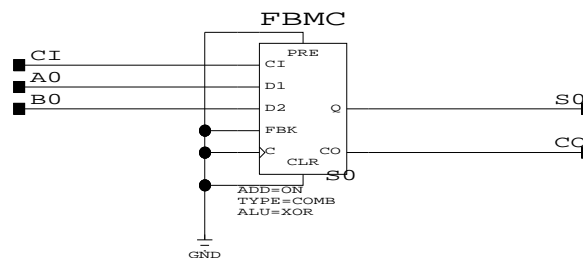 FBMC
PRE
CI
CI
A0
D1
B0
D2
Q
S0
FBK
C
CO
CLR
S0
ADD=ON
TYPE=COMB
ALU=XOR
GND